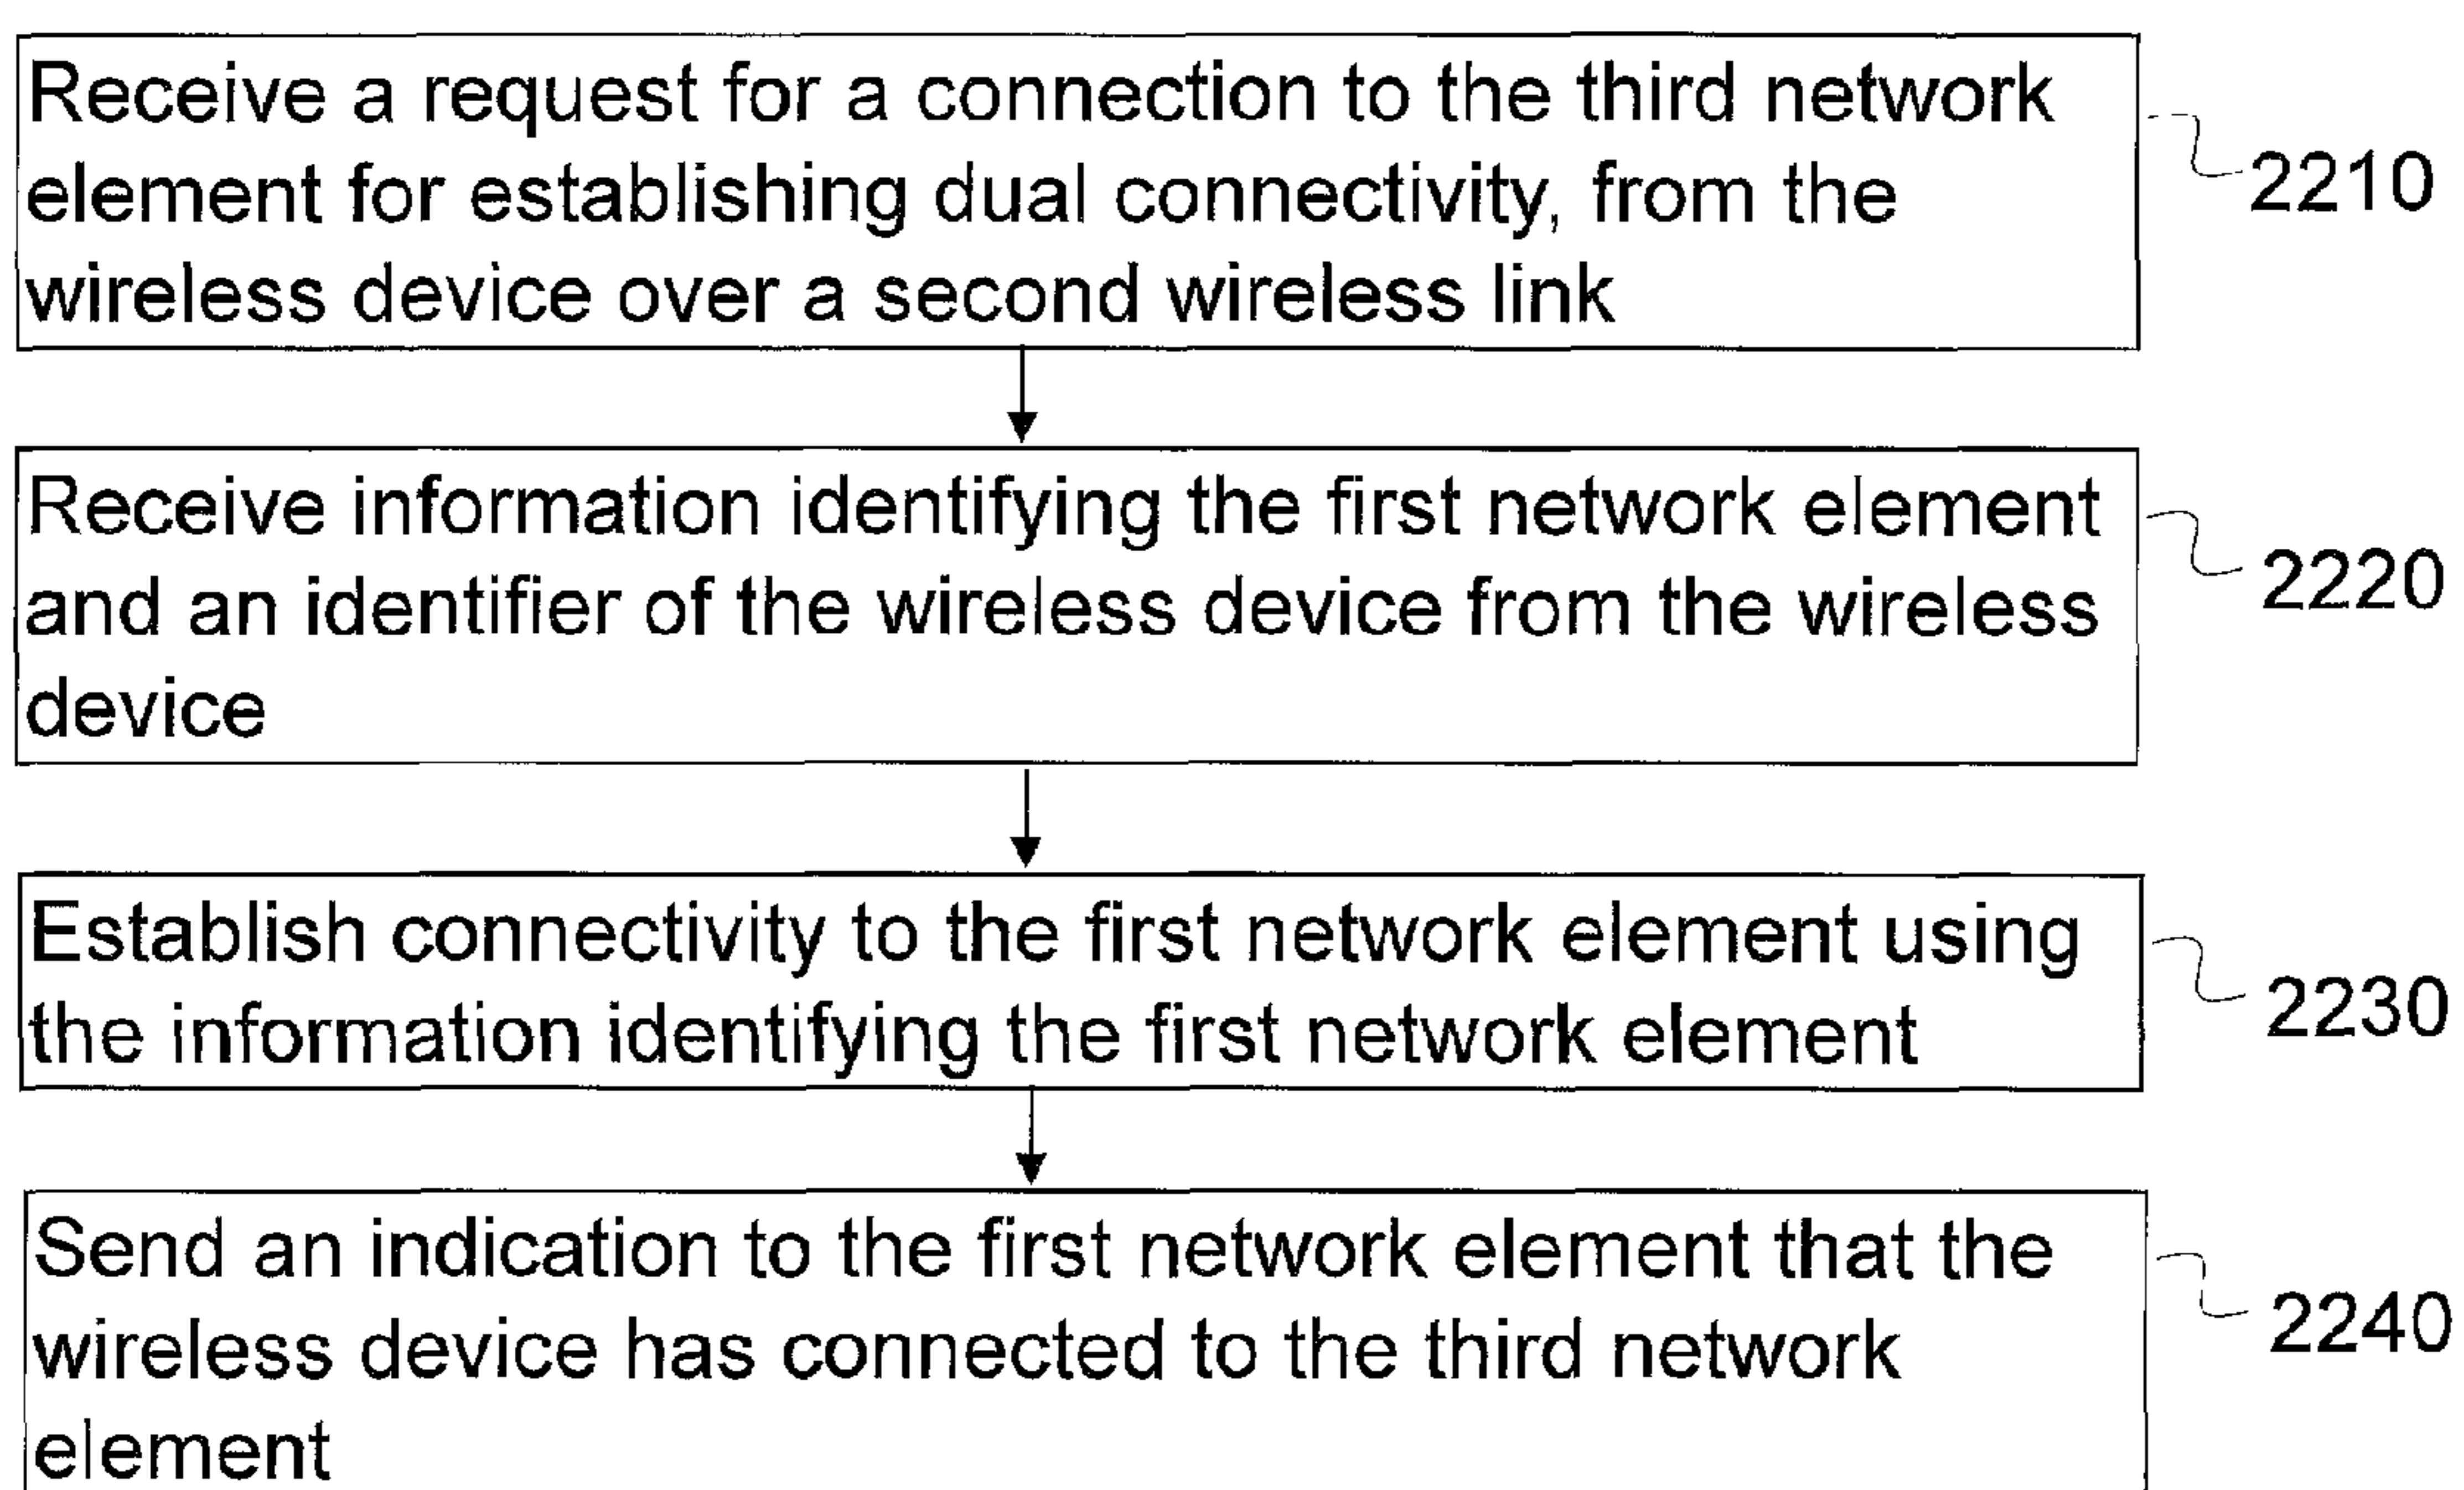 Receive a request for a connection to the third network
element for establishing dual connectivity, from the
wireless device over a second wireless link
2210
Receive information identifying the first network element
and an identifier of the wireless device from the wireless
device
2220
Establish connectivity to the first network element using
the information identifying the first network element
2230
Send an indication to the first network element that the
wireless device has connected to the third network
element
2240